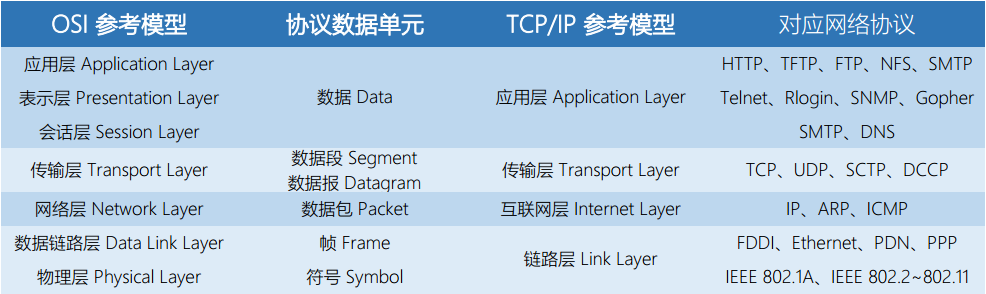 OSI 参考模型 协议数据单元 TCP/IP 参考模型 对应网络协议
应用层 Application Layer HTTP、TFTP、FTP、NFS、SMTP
表示层 Presentation Layer 数据 Data 应用层 Application Layer Telnet、Rlogin、SNMP、Gopher
会话层 Session Layer SMTP、DNS
传输层 Transport Layer 数据段 Segment 传输层 Transport Layer TCP、UDP、SCTP、DCCP
数据报 Datagram
网络层 Network Layer 数据包 Packet 互联网层 Internet Layer IP、ARP、ICMP
数据链路层 Data Link Layer 帧 Frame 链路层 Link Layer FDDI、Ethernet、PDN、PPP
物理层 Physical Layer 符号 Symbol IEEE 802.1A、IEEE 802.2~802.11